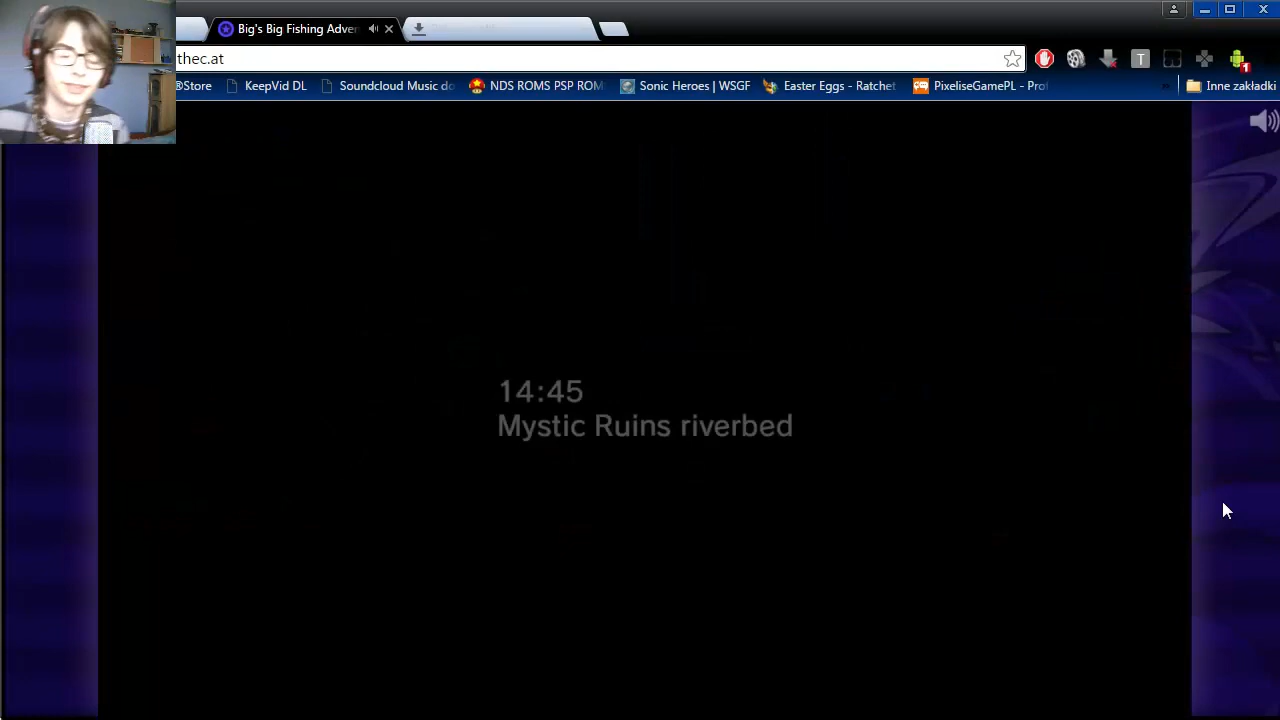 Big's Big Fishing Adver
thec.at
®Store
KeepVid DL
Soundcloud Music do
NDS ROMS PSP ROM
Sonic Heroes | WSGF
Easter Eggs - Ratchet
PixeliseGamePL - Prof
»
Inne zakładki
T
1
14:45
Mystic Ruins riverbed